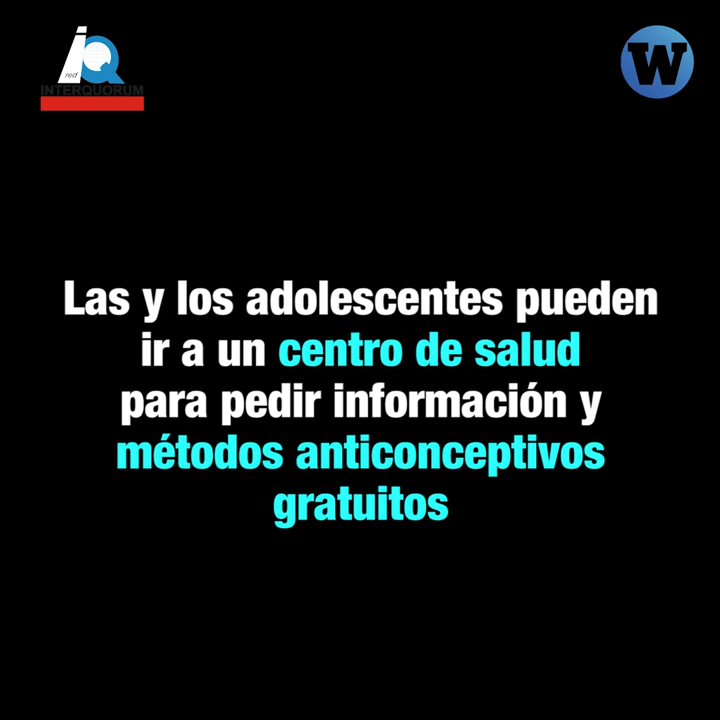 iQ
red
INTERQUORUM
W
Las y los adolescentes pueden
ir a un centro de salud
para pedir información y
métodos anticonceptivos
gratuitos